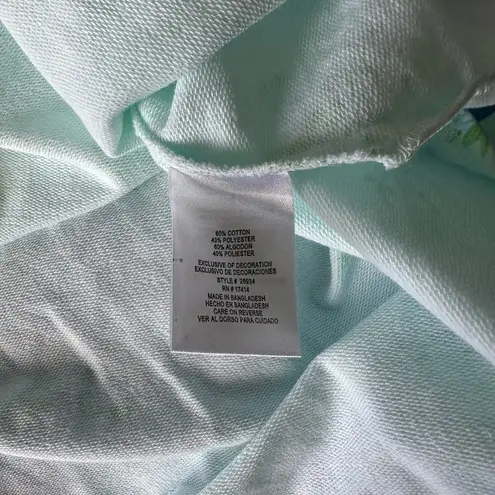 60% COTTON
40% POLYESTER
60% ALGODON
40% POLIESTER
EXCLUSIVE OF DECORATION
EXCLUSIVO DE DECORACIONES
STYLE # 26934
RN # 17414
MADE IN BANGLADESH
HECHO EN BANGLADESH
CARE ON REVERSE
VER AL DORSO PARA CUIDADO